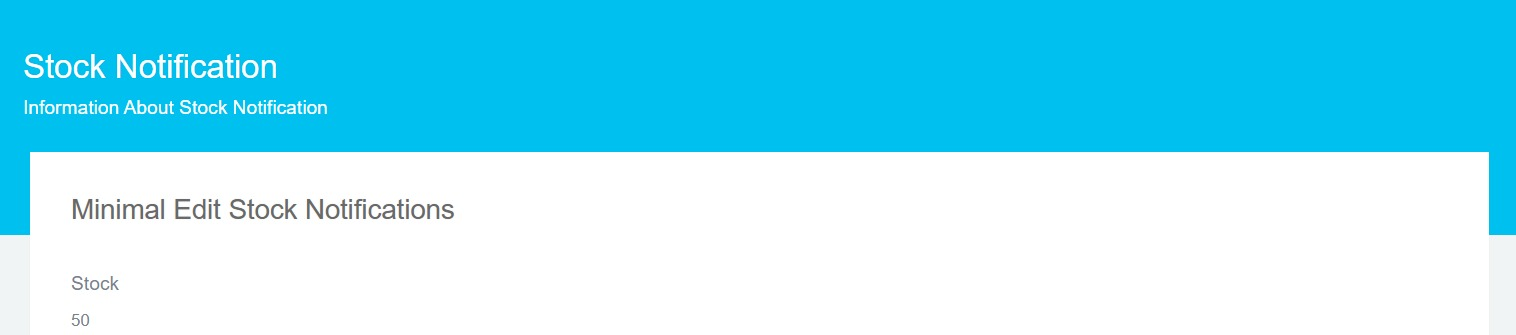 Stock Notification
Information About Stock Notification
Minimal Edit Stock Notifications
Stock
50